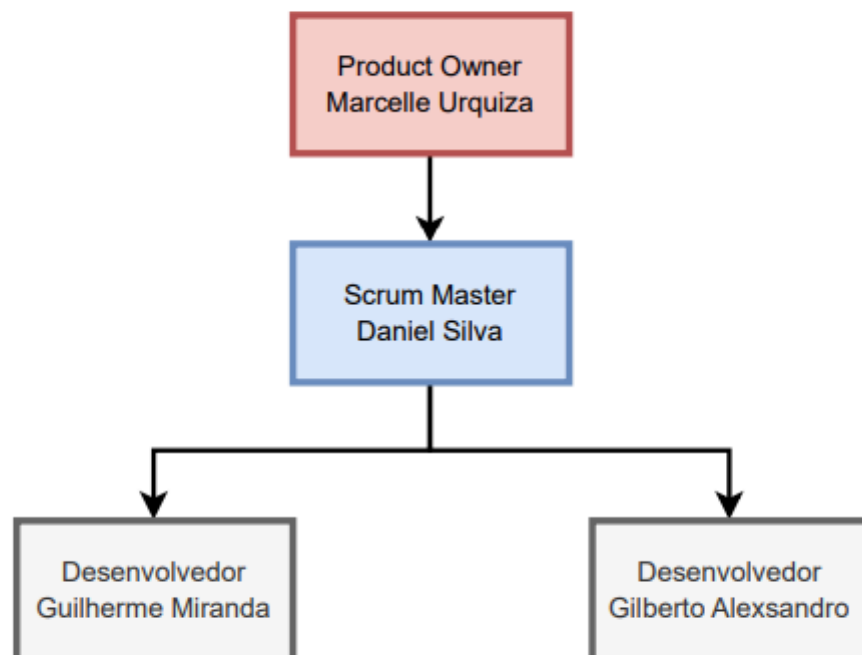 Product Owner
Marcelle Urquiza
Scrum Master
Daniel Silva
Desenvolvedor
Guilherme Miranda
Desenvolvedor
Gilberto Alexsandro